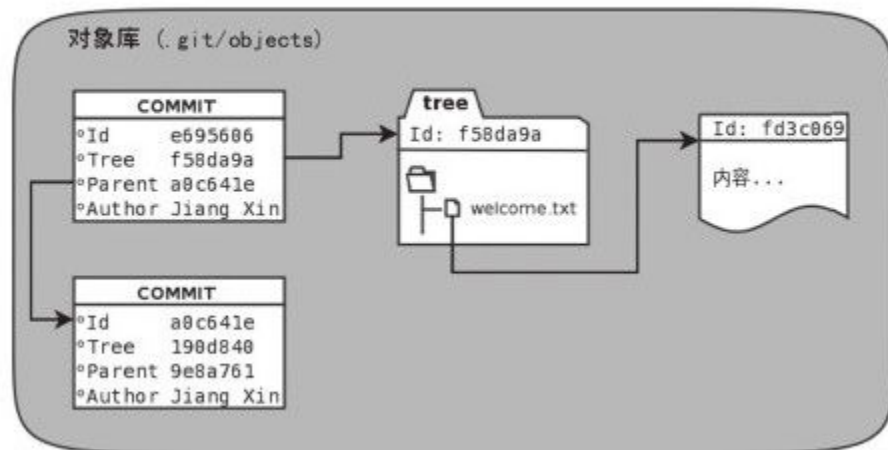 对象库 (.git/objects)
COMMIT
Id e695606
Tree f58da9a
Parent a0c641e
Author Jiang Xin
tree
Id: f58da9a
welcome.txt
Id: fd3c069
内容...
COMMIT
Id a0c641e
Tree 190d840
Parent 9e8a761
Author Jiang Xin